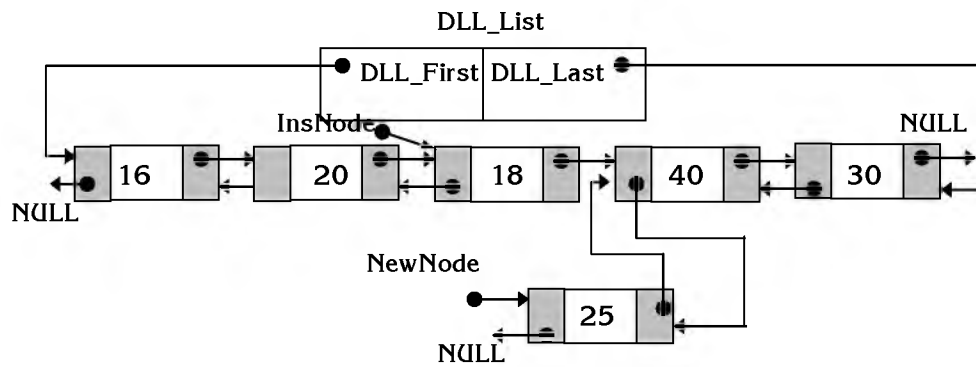 DLL_List
DLL_First DLL_Last
InsNode
NULL
16 20 18 40 30
NULL
NewNode
25
NULL